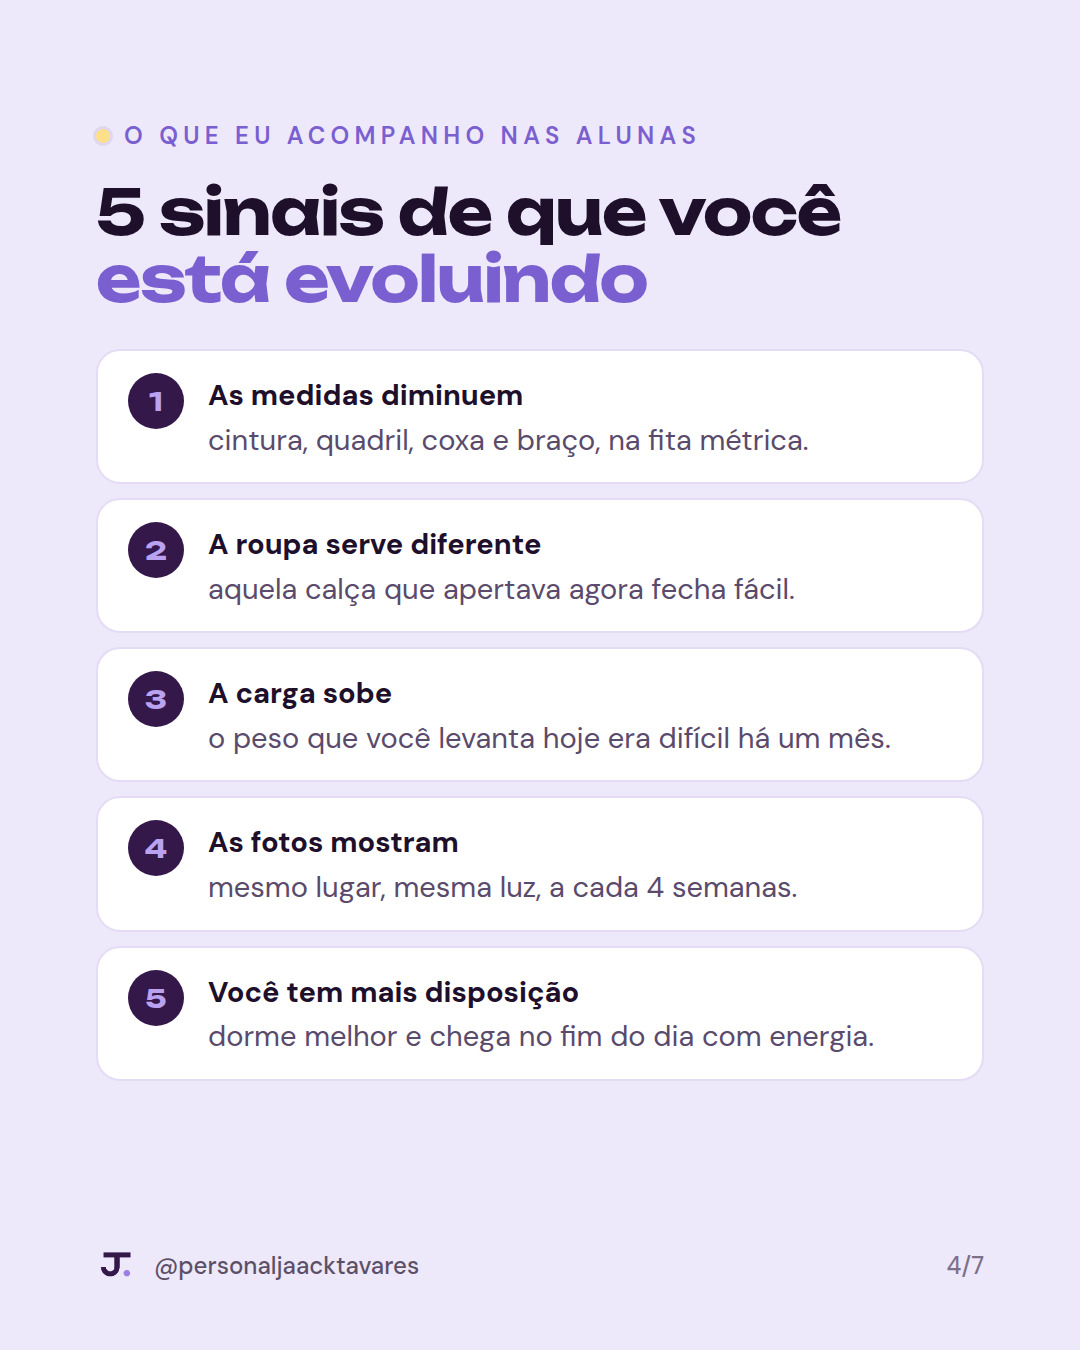 O QUE EU ACOMPANHO NAS ALUNAS
5 sinais de que você
está evoluindo
1
As medidas diminuem
cintura, quadril, coxa e braço, na fita métrica.
2
A roupa serve diferente
aquela calça que apertava agora fecha fácil.
3
A carga sobe
o peso que você levanta hoje era difícil há um mês.
4
As fotos mostram
mesmo lugar, mesma luz, a cada 4 semanas.
5
Você tem mais disposição
dorme melhor e chega no fim do dia com energia.
JT. @personaljaacktavares
4/7